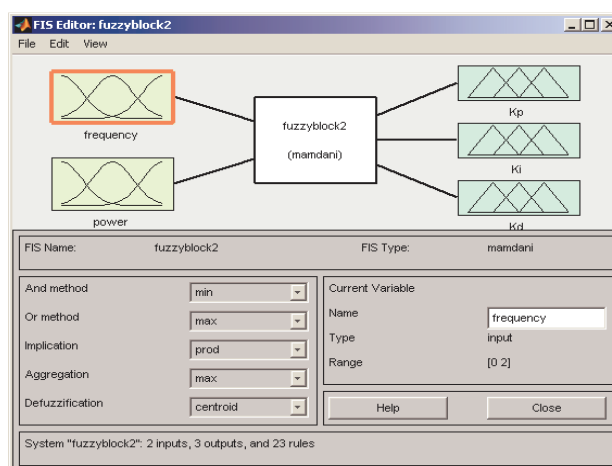 FIS Editor: fuzzyblock2
File Edit View
frequency
power
fuzzyblock2
(mamdani)
Kp
Ki
Kd
FIS Name: fuzzyblock2 FIS Type: mamdani
And method min
Or method max
Implication prod
Aggregation max
Defuzzification centroid
Current Variable
Name frequency
Type input
Range [0 2]
Help Close
System "fuzzyblock2": 2 inputs, 3 outputs, and 23 rules